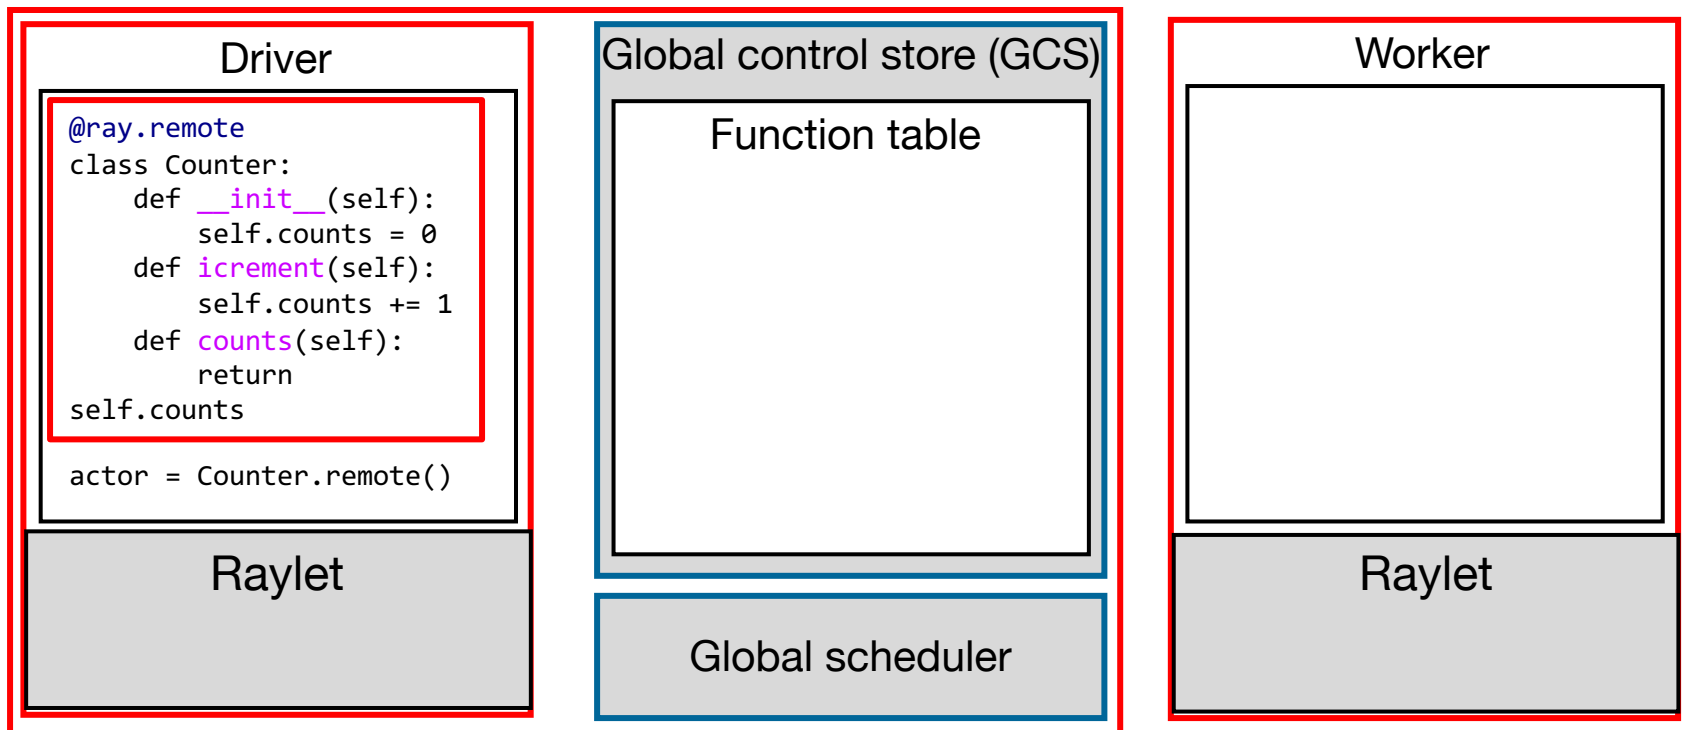 Driver
@ray.remote
class Counter:
    def __init__(self):
        self.counts = 0
    def icrement(self):
        self.counts += 1
    def counts(self):
        return
self.counts
actor = Counter.remote()
Raylet
Global control store (GCS)
Function table
Global scheduler
Worker
Raylet